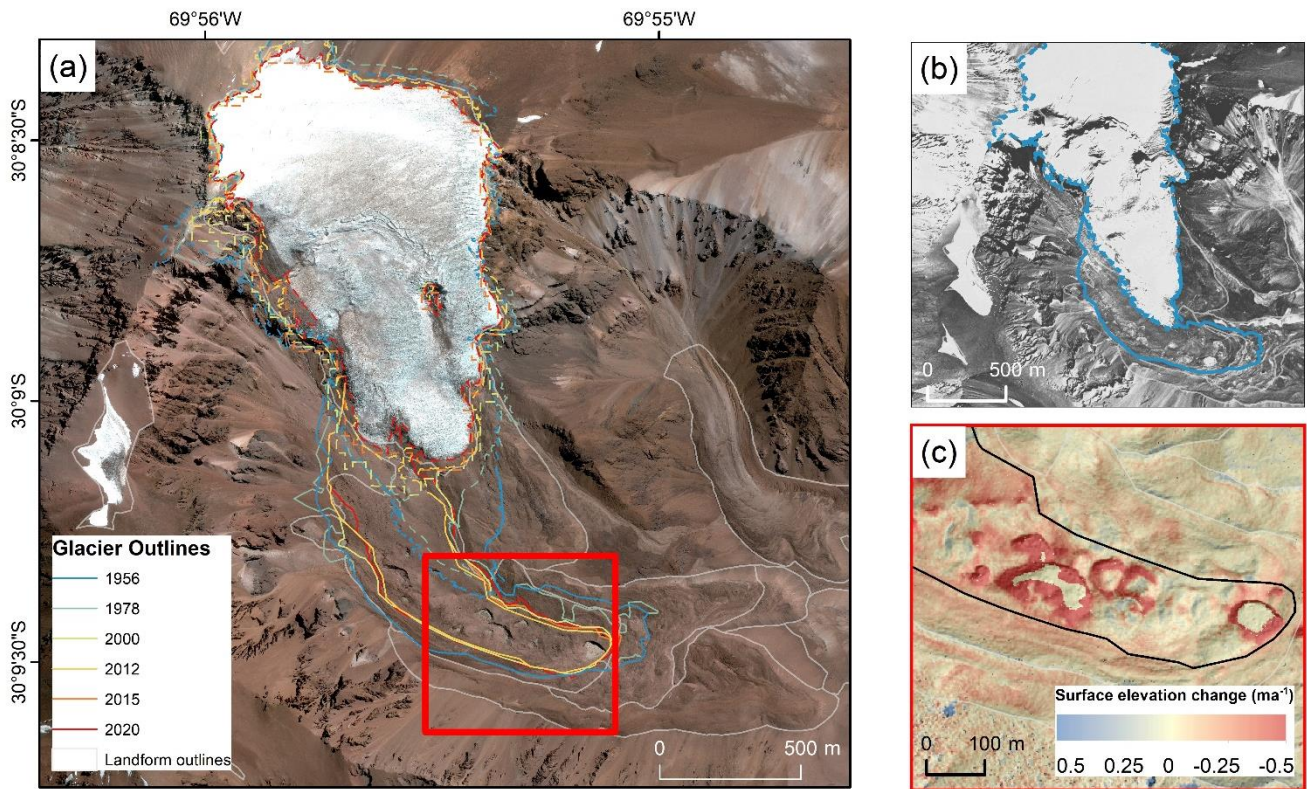 69°56'W
69°55'W
(a)
30°8'30"S
30°9'S
30°9'30"S
Glacier Outlines
1956
1978
2000
2012
2015
2020
Landform outlines
0 500 m
(b)
0 500 m
(c)
Surface elevation change (ma⁻¹)
0.5 0.25 0 -0.25 -0.5
0 100 m